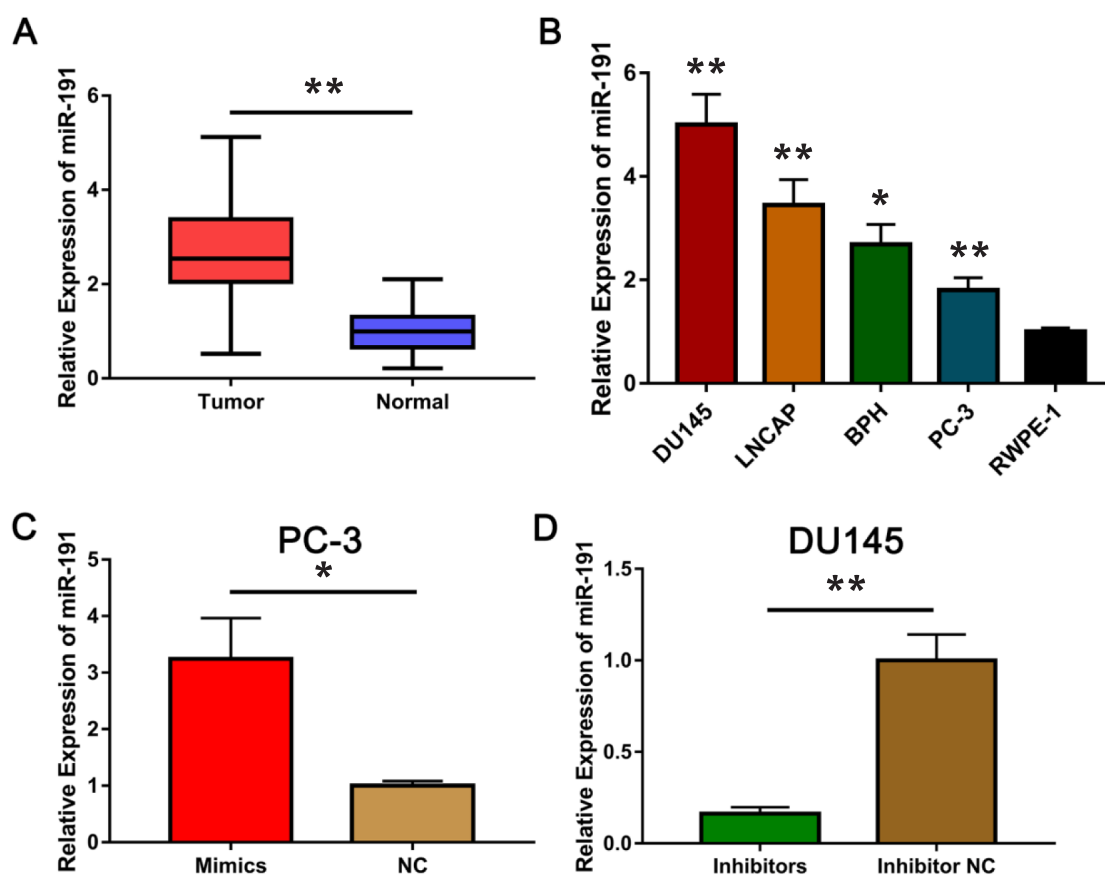 A
Relative Expression of miR-191
6
4
2
0
**
Tumor
Normal
B
Relative Expression of miR-191
6
4
2
0
**
**
*
**
DU145
LNCAP
BPH
PC-3
RWPE-1
C
PC-3
Relative Expression of miR-191
5
4
3
2
1
0
*
Mimics
NC
D
DU145
Relative Expression of miR-191
1.5
1.0
0.5
0.0
**
Inhibitors
Inhibitor NC